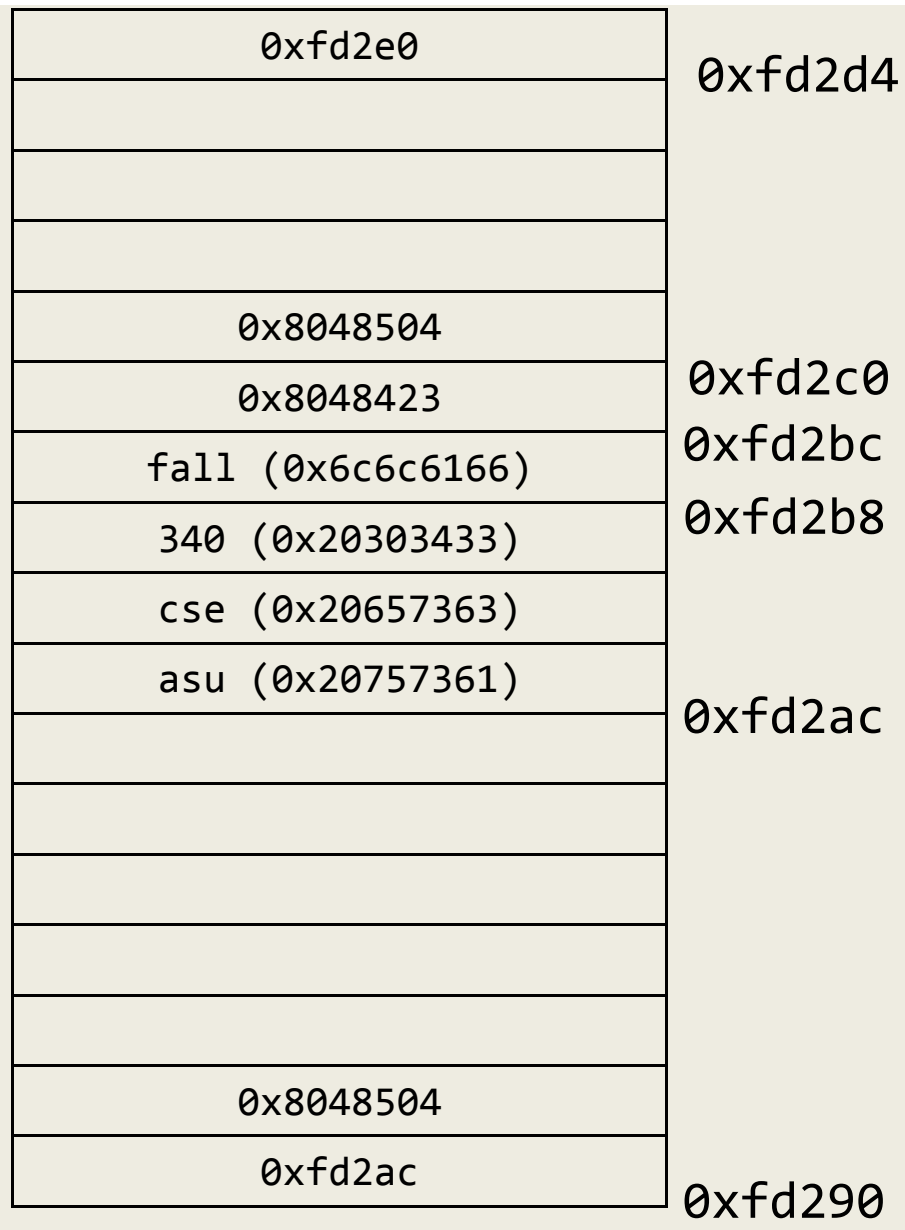 0xfd2e0
0xfd2d4
0x8048504
0xfd2c0
0x8048423
0xfd2bc
fall (0x6c6c6166)
0xfd2b8
340 (0x20303433)
cse (0x20657363)
asu (0x20757361)
0xfd2ac
0x8048504
0xfd2ac
0xfd290